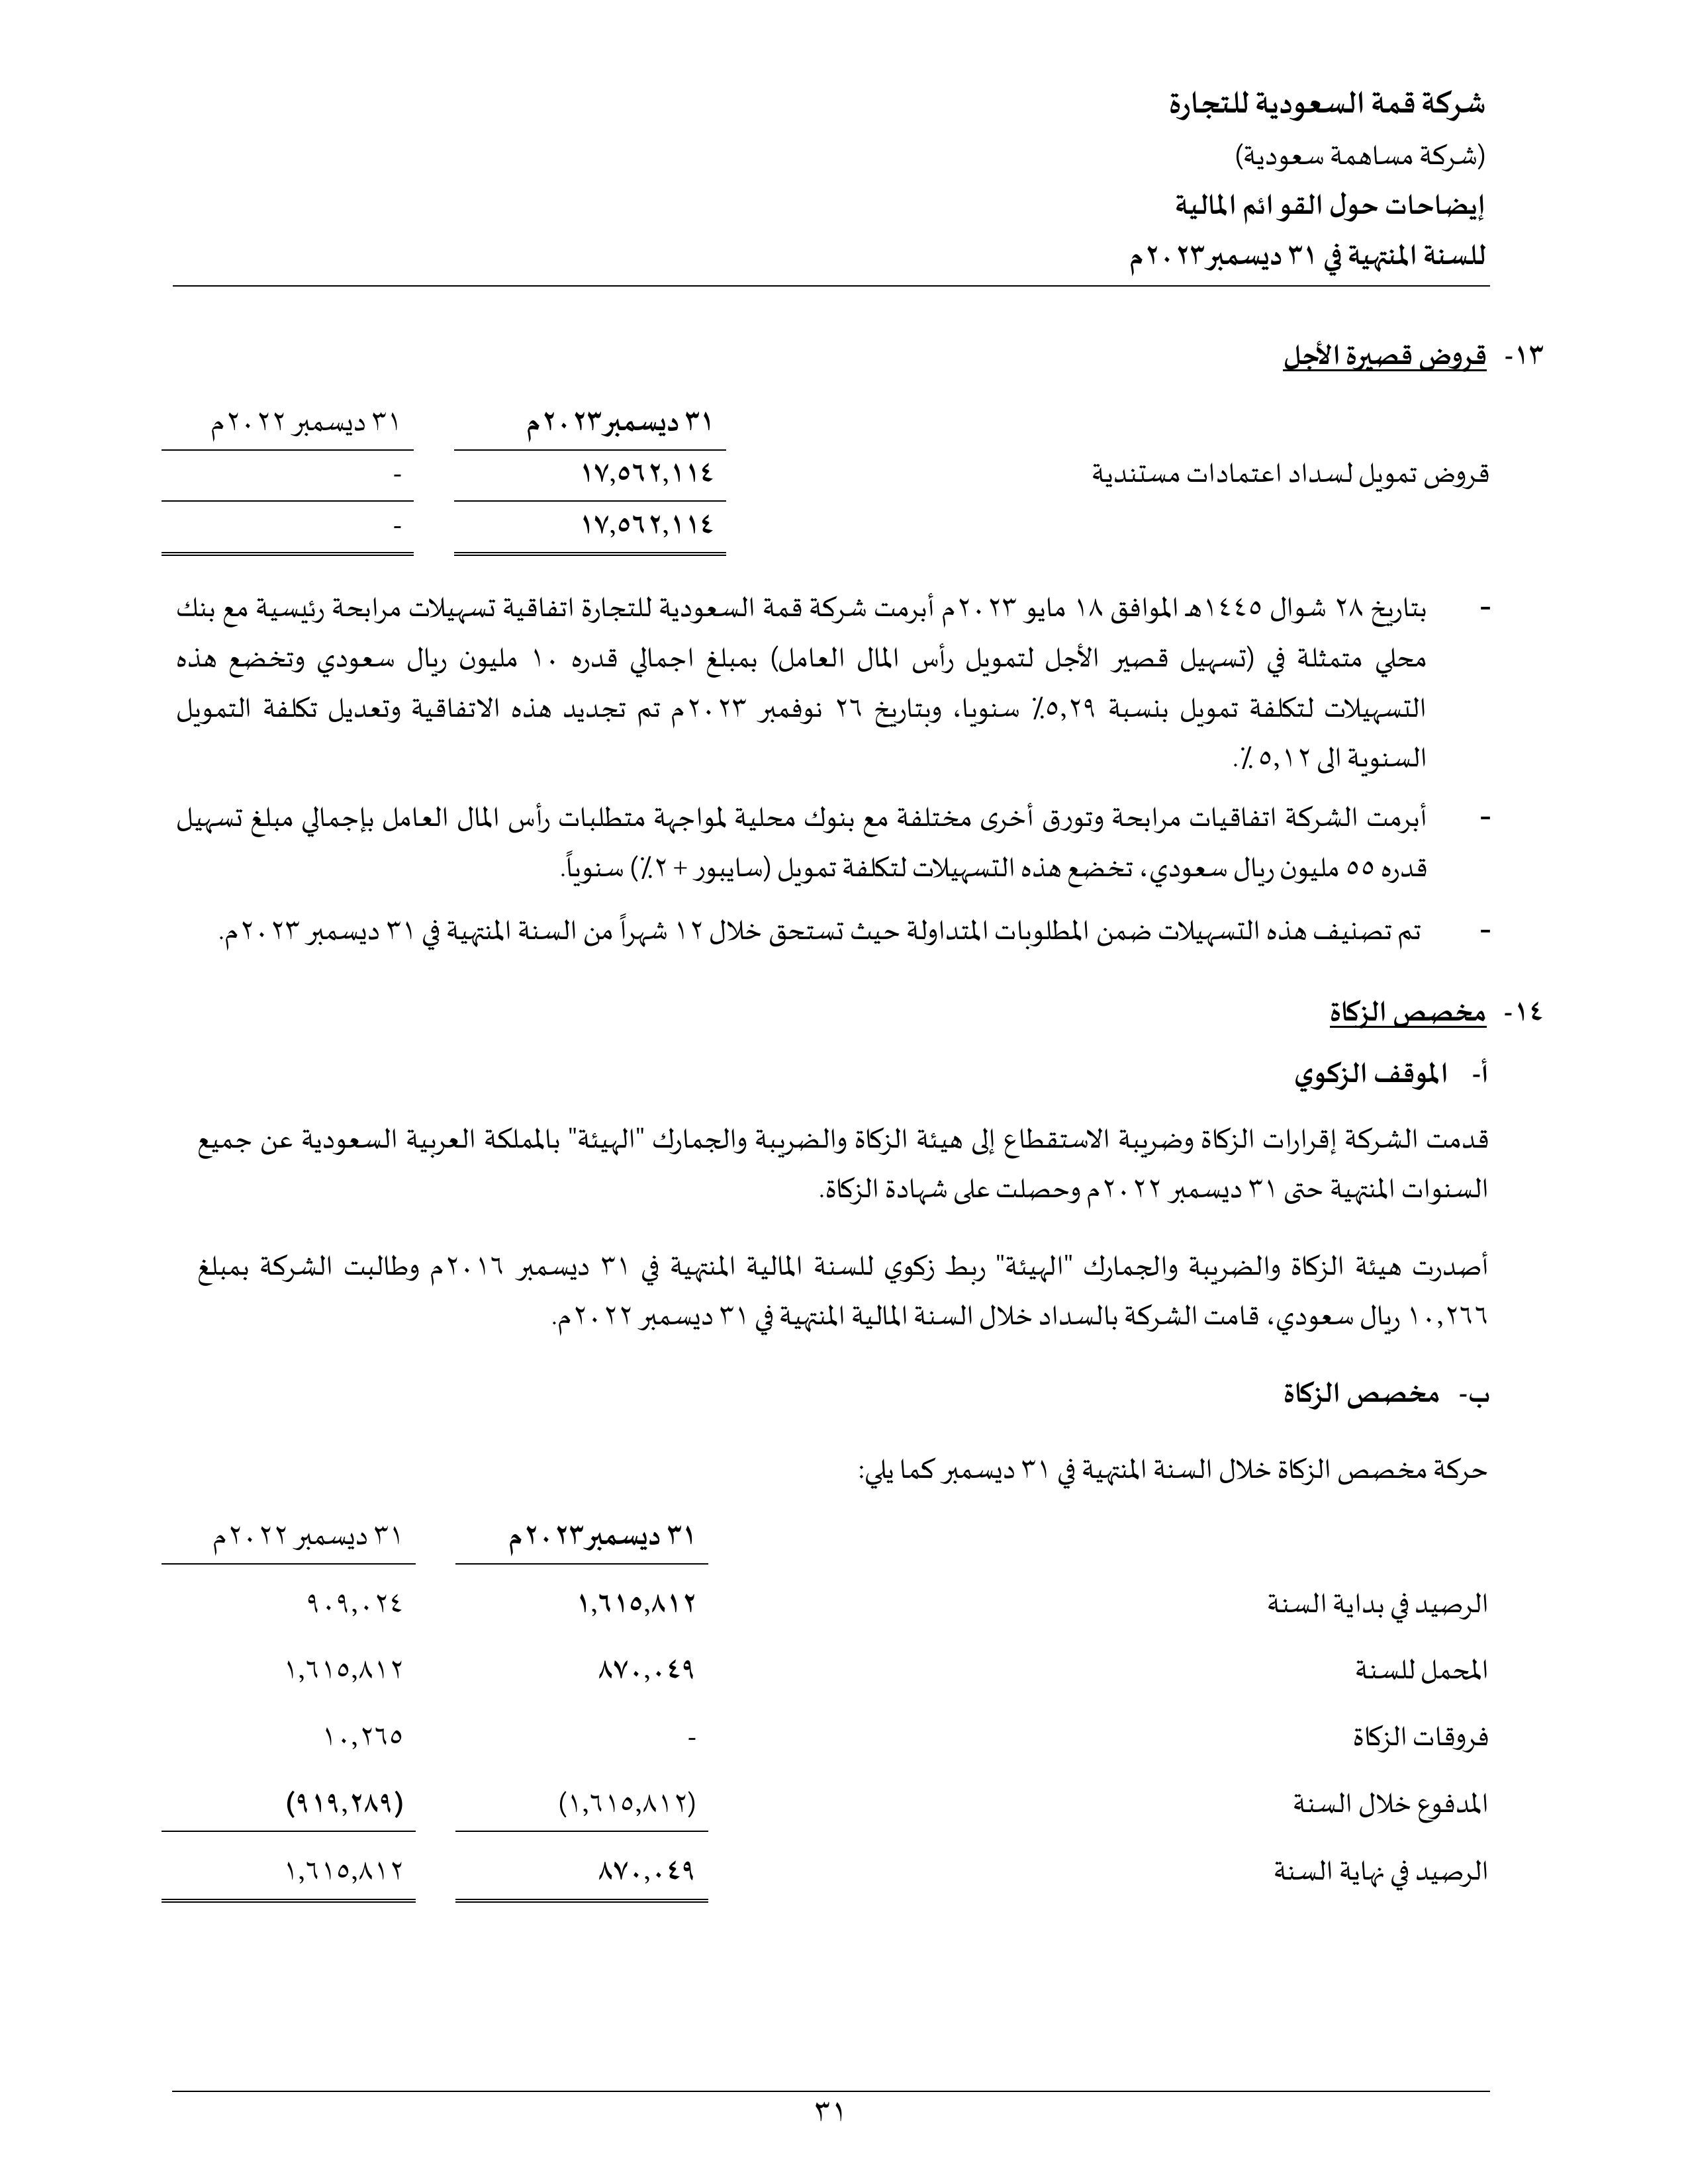 شركة قمة السعودية للتجارة
(شركة مساهمة سعودية)
إيضاحات حول القوائم المالية
للسنة المنتهية في ٣١ ديسمبر٢٠٢٣م
١٣- قروض قصيرة الأجل
٣١ ديسمبر٢٠٢٣م ٣١ ديسمبر ٢٠٢٢م
قروض تمويل لسداد اعتمادات مستندية ١٧,٥٦٢,١١٤ -
١٧,٥٦٢,١١٤ -
- بتاريخ ٢٨ شوال ١٤٤٥هـ الموافق ١٨ مايو ٢٠٢٣م أبرمت شركة قمة السعودية للتجارة اتفاقية تسهيلات مرابحة رئيسية مع بنك
محلي متمثلة في (تسهيل قصير الأجل لتمويل رأس المال العامل) بمبلغ اجمالي قدره ١٠ مليون ريال سعودي وتخضع هذه
التسهيلات لتكلفة تمويل بنسبة ٥,٢٩٪ سنويا، وبتاريخ ٢٦ نوفمبر ٢٠٢٣م تم تجديد هذه الاتفاقية وتعديل تكلفة التمويل
السنوية الى ٥,١٢٪.
- أبرمت الشركة اتفاقيات مرابحة وتورق أخرى مختلفة مع بنوك محلية لمواجهة متطلبات رأس المال العامل بإجمالي مبلغ تسهيل
قدره ٥٥ مليون ريال سعودي، تخضع هذه التسهيلات لتكلفة تمويل (سايبور + ٢٪) سنوياً.
- تم تصنيف هذه التسهيلات ضمن المطلوبات المتداولة حيث تستحق خلال ١٢ شهراً من السنة المنتهية في ٣١ ديسمبر ٢٠٢٣م.
١٤- مخصص الزكاة
أ- الموقف الزكوي
قدمت الشركة إقرارات الزكاة وضريبة الاستقطاع إلى هيئة الزكاة والضريبة والجمارك "الهيئة" بالمملكة العربية السعودية عن جميع
السنوات المنتهية حتى ٣١ ديسمبر ٢٠٢٢م وحصلت على شهادة الزكاة.
أصدرت هيئة الزكاة والضريبة والجمارك "الهيئة" ربط زكوي للسنة المالية المنتهية في ٣١ ديسمبر ٢٠١٦م وطالبت الشركة بمبلغ
١٠,٢٦٦ ريال سعودي، قامت الشركة بالسداد خلال السنة المالية المنتهية في ٣١ ديسمبر ٢٠٢٢م.
ب- مخصص الزكاة
حركة مخصص الزكاة خلال السنة المنتهية في ٣١ ديسمبر كما يلي:
٣١ ديسمبر٢٠٢٣م ٣١ ديسمبر ٢٠٢٢م
الرصيد في بداية السنة ١,٦١٥,٨١٢ ٩٠٩,٠٢٤
المحمل للسنة ٨٧٠,٠٤٩ ١,٦١٥,٨١٢
فروقات الزكاة - ١٠,٢٦٥
المدفوع خلال السنة (١,٦١٥,٨١٢) (٩١٩,٢٨٩)
الرصيد في نهاية السنة ٨٧٠,٠٤٩ ١,٦١٥,٨١٢
٣١